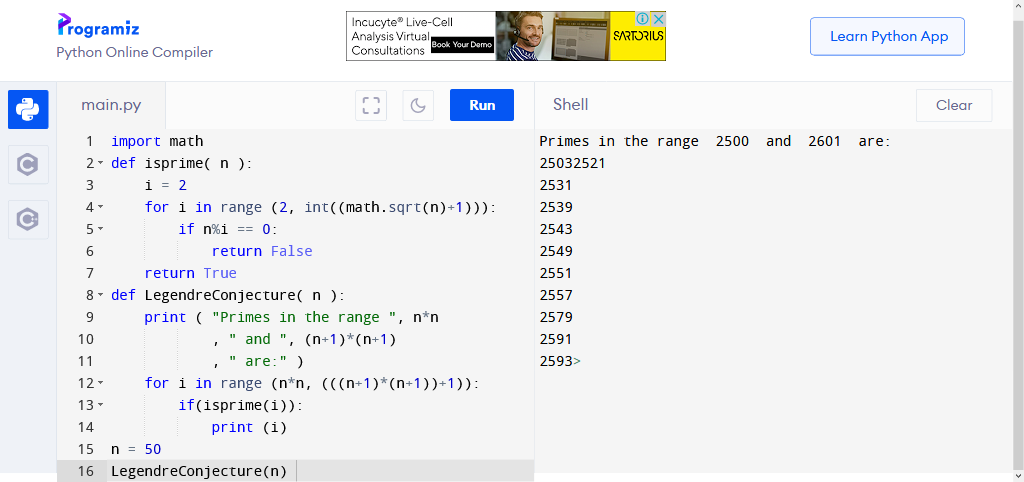 Programiz
Python Online Compiler
Incucyte® Live-Cell
Analysis Virtual
Consultations
Book Your Demo
SARTORIUS
Learn Python App
main.py
Run
Shell
Clear
1 import math
2 def isprime( n ):
3 i = 2
4 for i in range (2, int((math.sqrt(n)+1))):
5 if n%i == 0:
6 return False
7 return True
8 def LegendreConjecture( n ):
9 print ( "Primes in the range ", n*n
10 , " and ", (n+1)*(n+1)
11 , " are:" )
12 for i in range (n*n, (((n+1)*(n+1))+1)):
13 if(isprime(i)):
14 print (i)
15 n = 50
16 LegendreConjecture(n)
Primes in the range  2500  and  2601  are:
25032521
2531
2539
2543
2549
2551
2557
2579
2591
2593>